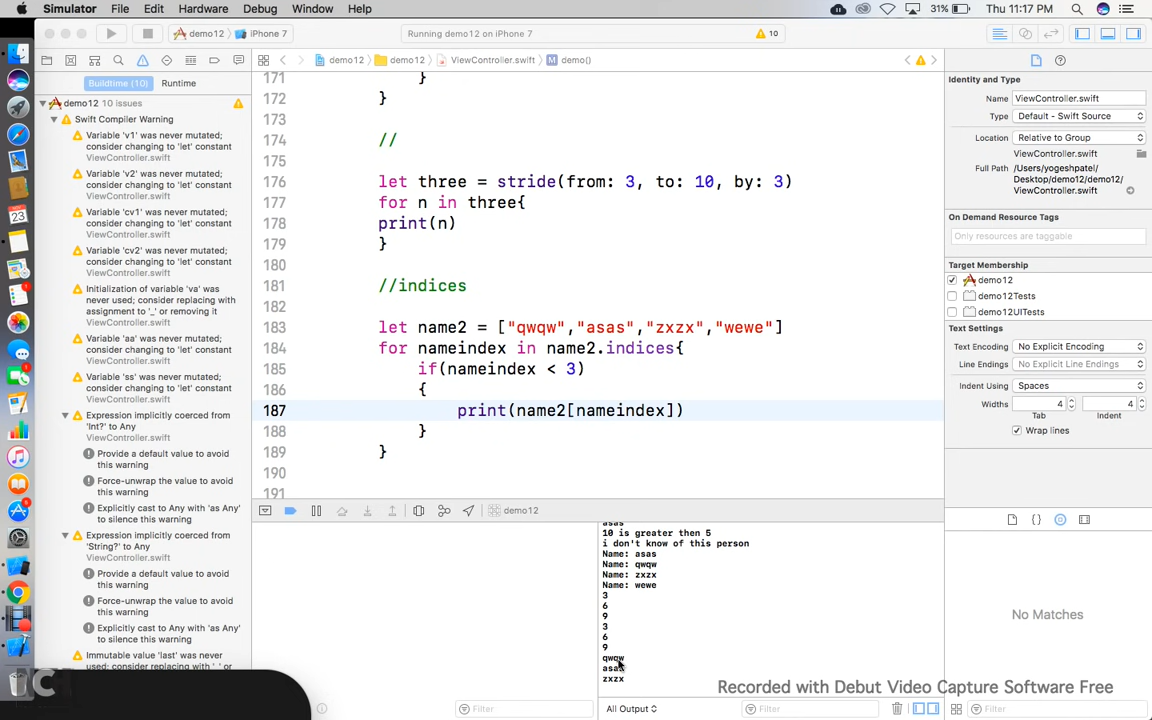 Simulator File Edit Hardware Debug Window Help 31% Thu 11:17 PM
demo12 iPhone 7 Running demo12 on iPhone 7 10
demo12 demo12 ViewController.swift M demo()
Buildtime (10) Runtime
demo12 10 issues
Swift Compiler Warning
Variable 'v1' was never mutated;
consider changing to 'let' constant
ViewController.swift
Variable 'v2' was never mutated;
consider changing to 'let' constant
ViewController.swift
Variable 'cv1' was never mutated;
consider changing to 'let' constant
ViewController.swift
Variable 'cv2' was never mutated;
consider changing to 'let' constant
ViewController.swift
Initialization of variable 'va' was
never used; consider replacing with
assignment to '_' or removing it
ViewController.swift
Variable 'aa' was never mutated;
consider changing to 'let' constant
ViewController.swift
Variable 'ss' was never mutated;
consider changing to 'let' constant
ViewController.swift
Expression implicitly coerced from
'Int?' to Any
ViewController.swift
Provide a default value to avoid
this warning
Force-unwrap the value to avoid
this warning
Explicitly cast to Any with 'as Any'
to silence this warning
Expression implicitly coerced from
'String?' to Any
ViewController.swift
Provide a default value to avoid
this warning
Force-unwrap the value to avoid
this warning
Explicitly cast to Any with 'as Any'
to silence this warning
Immutable value 'last' was never
used; consider replacing with '_' or
171 }
172 }
173
174 //
175
176 let three = stride(from: 3, to: 10, by: 3)
177 for n in three{
178 print(n)
179 }
180
181 //indices
182
183 let name2 = ["qwqw","asas","zxzx","wewe"]
184 for nameindex in name2.indices{
185 if(nameindex < 3)
186 {
187 print(name2[nameindex])
188 }
189 }
190
191
demo12
asas
10 is greater then 5
i don't know of this person
Name: asas
Name: qwqw
Name: zxzx
Name: wewe
3
6
9
3
6
9
qwqw
asas
zxzx
Filter All Output Filter
Identity and Type
Name ViewController.swift
Type Default - Swift Source
Location Relative to Group
ViewController.swift
Full Path /Users/yogeshpatel/
Desktop/demo12/demo12/
ViewController.swift
On Demand Resource Tags
Only resources are taggable
Target Membership
demo12
demo12Tests
demo12UITests
Text Settings
Text Encoding No Explicit Encoding
Line Endings No Explicit Line Endings
Indent Using Spaces
Widths 4 4
Tab Indent
Wrap lines
No Matches
Filter
Recorded with Debut Video Capture Software Free